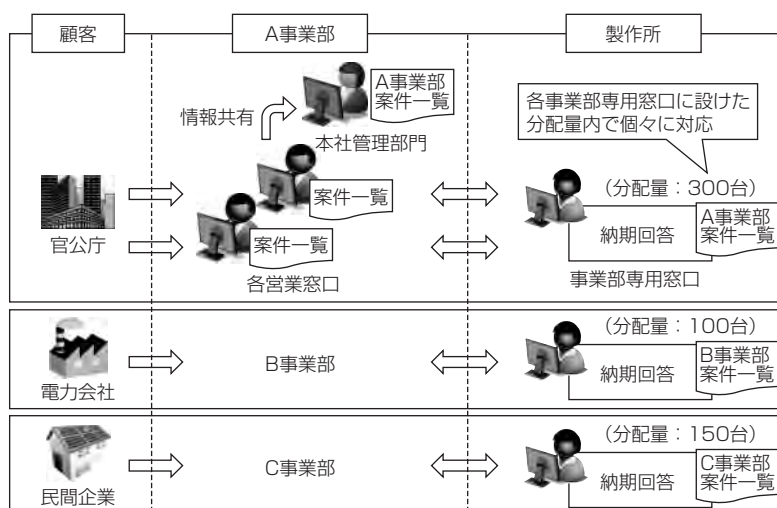 顧客
A事業部
製作所
A事業部
案件一覧
情報共有
本社管理部門
各事業部専用窓口に設けた
分配量内で個々に対応
案件一覧
(分配量:300台)
官公庁
案件一覧
納期回答
A事業部
案件一覧
各営業窓口
事業部専用窓口
(分配量:100台)
電力会社
B事業部
納期回答
B事業部
案件一覧
(分配量:150台)
民間企業
C事業部
納期回答
C事業部
案件一覧